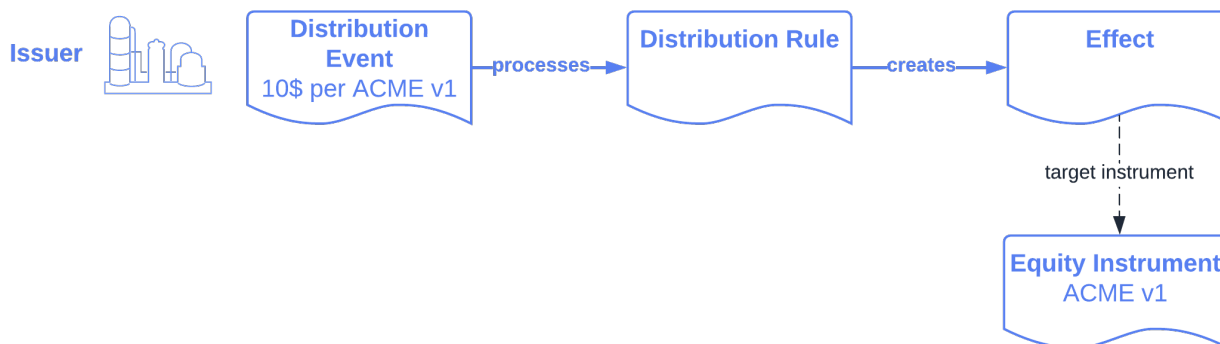 Issuer
Distribution
Event
10$ per ACME v1
processes
Distribution Rule
creates
Effect
target instrument
Equity Instrument
ACME v1